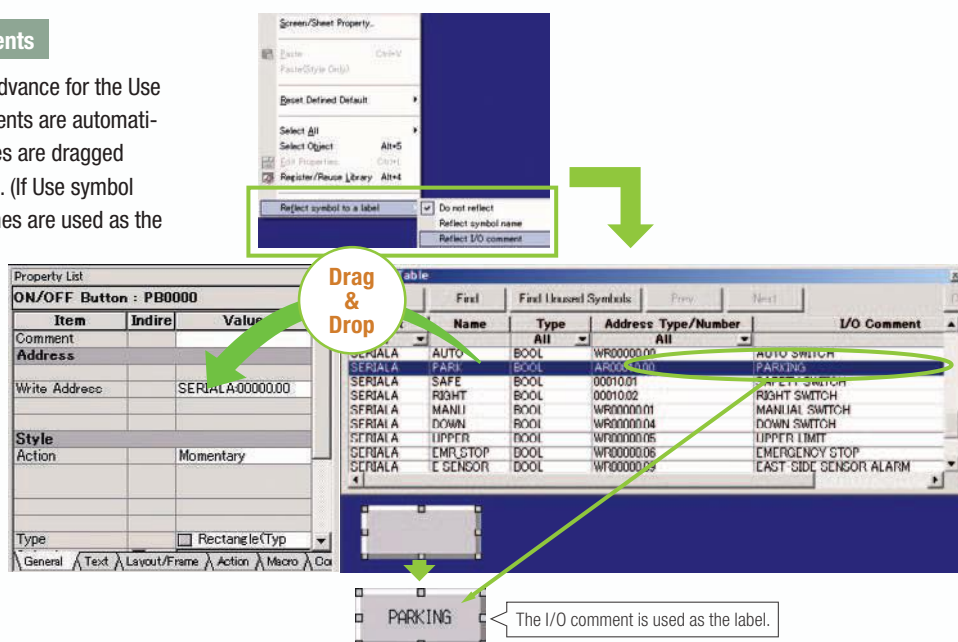 ents
dvance for the Use
ents are automati-
es are dragged
. (If Use symbol
nes are used as the
Screen/Sheet Property..
Paste Ctrl+V
Paste(Style Only)
Reset Defined Default
Select All
Select Object Alt+5
Edit Properties Ctrl+L
Register/Reuse Library Alt+4
Reflect symbol to a label
Do not reflect
Reflect symbol name
Reflect I/O comment
Drag
&
Drop
Property List
ON/OFF Button : PB0000
Item Indire Value
Comment
Address
Write Address SERIALA:00000.00
Style
Action Momentary
Type Rectangle(Typ
General Text Layout/Frame Action Macro Co
Table
Find Find Unused Symbols Prev. Next
Name Type Address Type/Number I/O Comment
All All
SERIALA AUTO BOOL WR00000.00 AUTO SWITCH
SERIALA PARK BOOL PARKING
SERIALA SAFE BOOL 00010.01 SAFETY SWITCH
SERIALA RIGHT BOOL 00010.02 RIGHT SWITCH
SERIALA MANU BOOL WR00000.01 MANUAL SWITCH
SERIALA DOWN BOOL WR00000.04 DOWN SWITCH
SERIALA UPPER BOOL WR00000.05 UPPER LIMIT
SERIALA EMR_STOP BOOL WR00000.06 EMERGENCY STOP
SERIALA E SENSOR BOOL WR00000.09 EAST-SIDE SENSOR ALARM
PARKING
The I/O comment is used as the label.